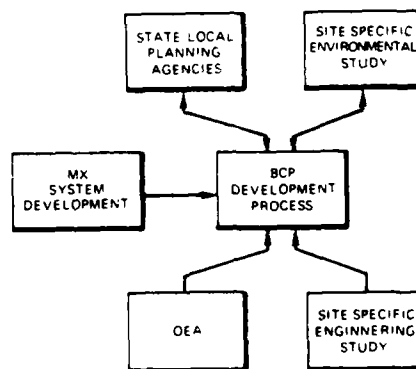 STATE LOCAL
PLANNING
AGENCIES
SITE SPECIFIC
ENVIRONMENTAL
STUDY
MX
SYSTEM
DEVELOPMENT
BCP
DEVELOPMENT
PROCESS
OEA
SITE SPECIFIC
ENGINNERING
STUDY